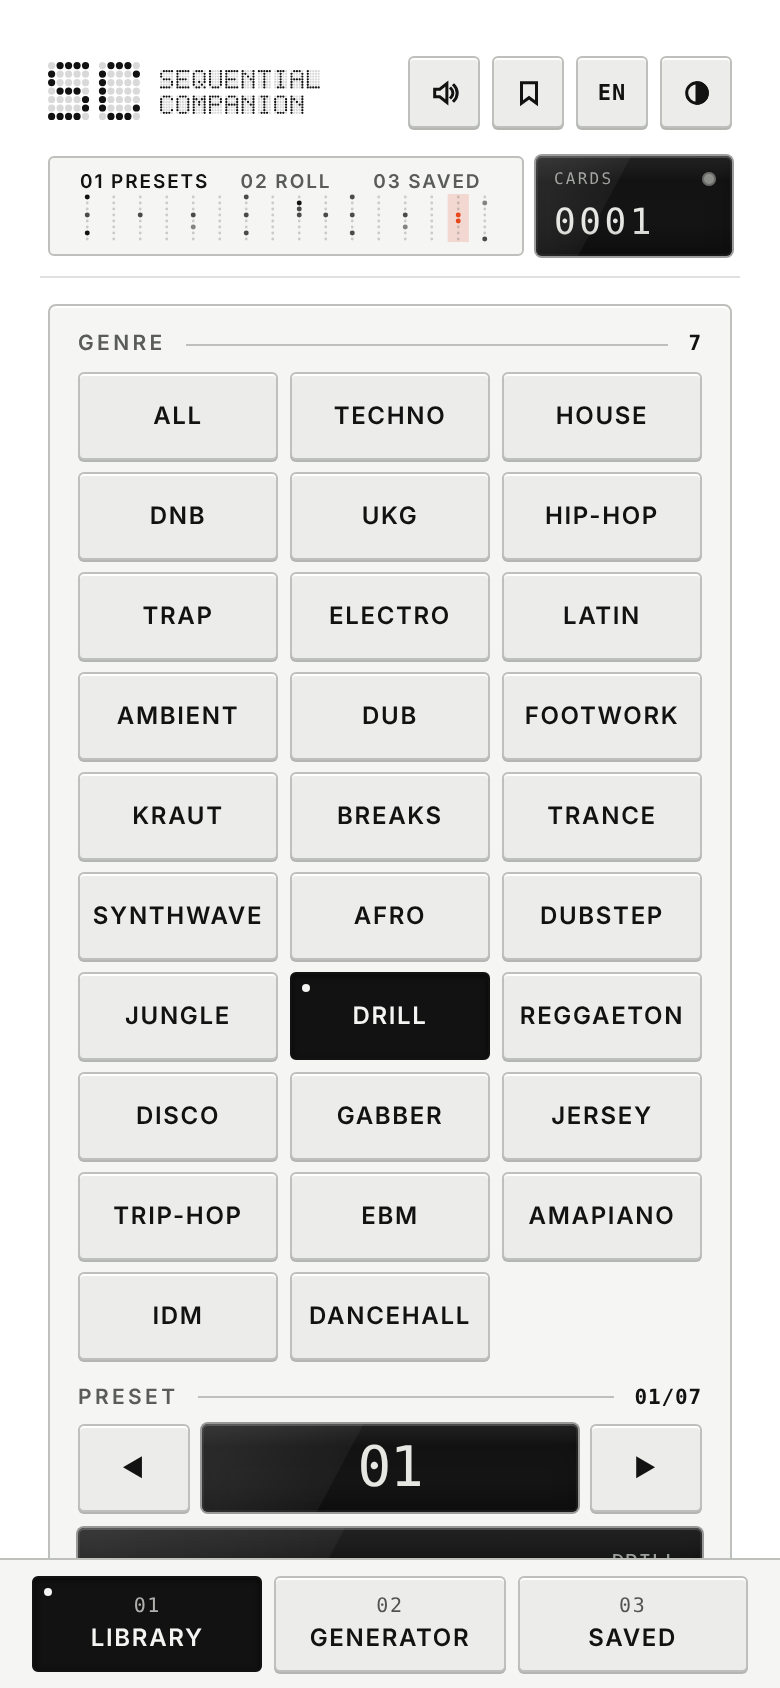 SC SEQUENTIAL COMPANION
EN
01 PRESETS 02 ROLL 03 SAVED
CARDS
0001
GENRE 7
ALL TECHNO HOUSE
DNB UKG HIP-HOP
TRAP ELECTRO LATIN
AMBIENT DUB FOOTWORK
KRAUT BREAKS TRANCE
SYNTHWAVE AFRO DUBSTEP
JUNGLE DRILL REGGAETON
DISCO GABBER JERSEY
TRIP-HOP EBM AMAPIANO
IDM DANCEHALL
PRESET 01/07
01
DRILL
01 LIBRARY
02 GENERATOR
03 SAVED